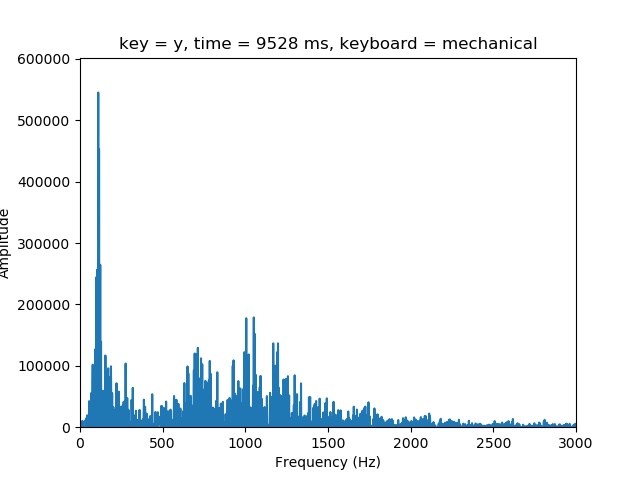 key = y, time = 9528 ms, keyboard = mechanical
600000
500000
400000
300000
200000
100000
0
Amplitude
0 500 1000 1500 2000 2500 3000
Frequency (Hz)